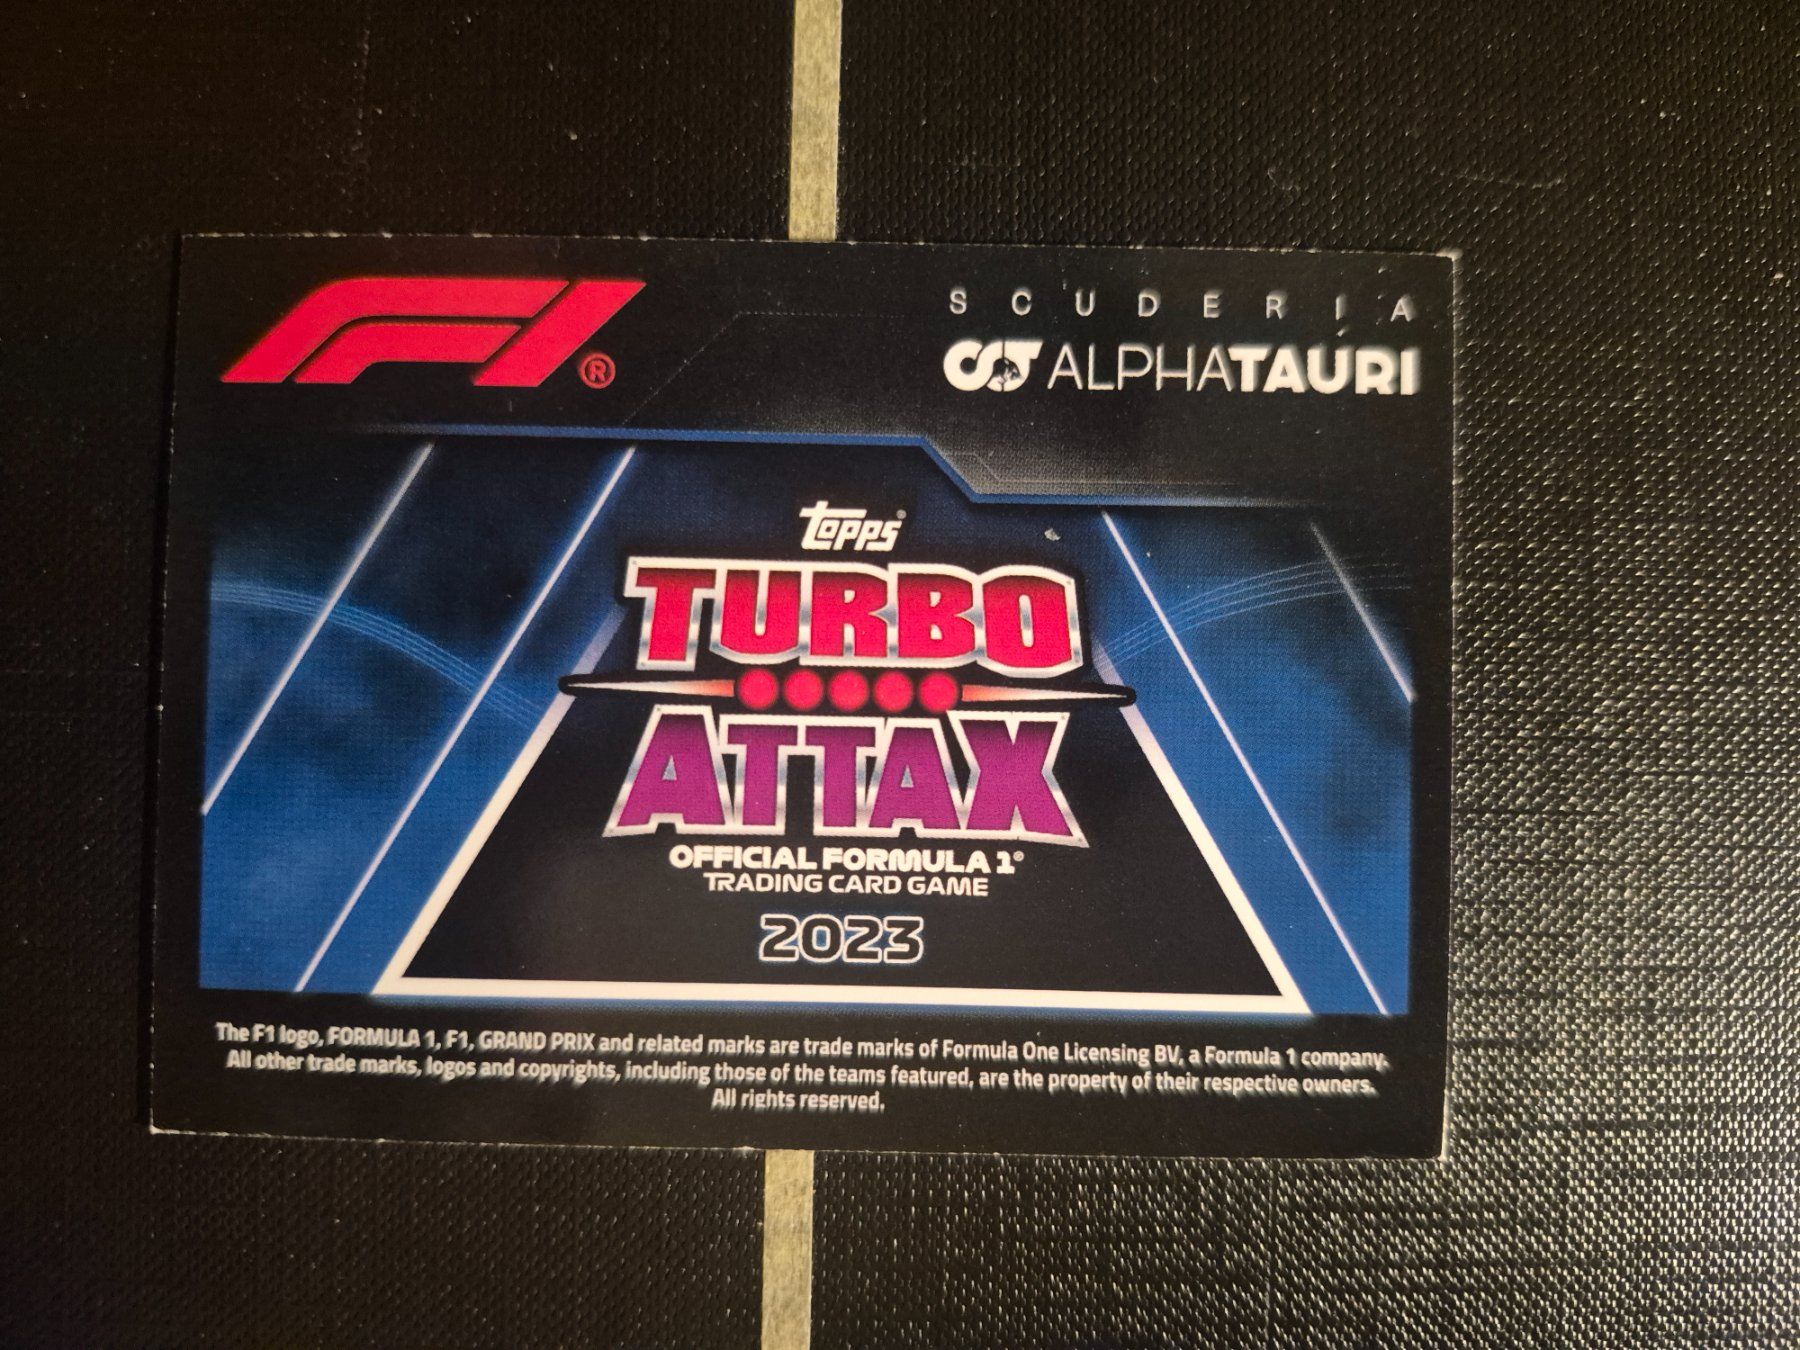 F1®
SCUDERIA
ALPHATAURI
Topps®
TURBO
ATTAX
OFFICIAL FORMULA 1®
TRADING CARD GAME
2023
The F1 logo, FORMULA 1, F1, GRAND PRIX and related marks are trade marks of Formula One Licensing BV, a Formula 1 company.
All other trade marks, logos and copyrights, including those of the teams featured, are the property of their respective owners.
All rights reserved.